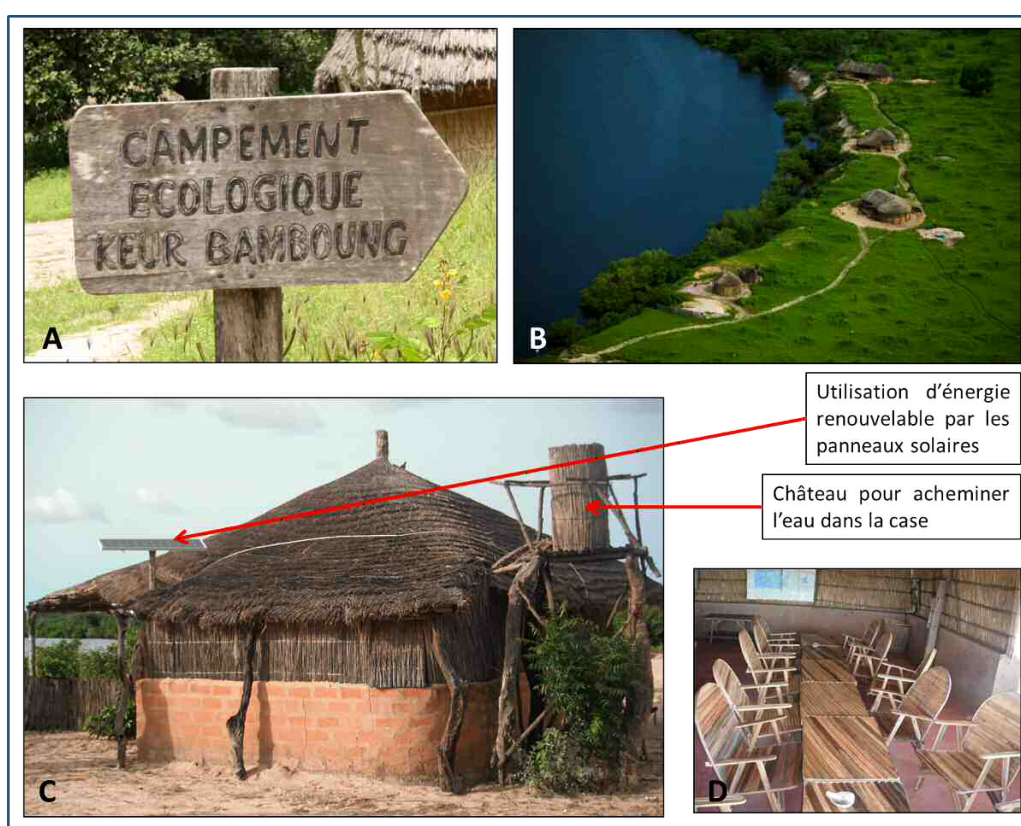 CAMPEMENT
ECOLOGIQUE
KEUR BAMBOUNG
A
B
Utilisation d'énergie
renouvelable par les
panneaux solaires
Château pour acheminer
l'eau dans la case
C
D